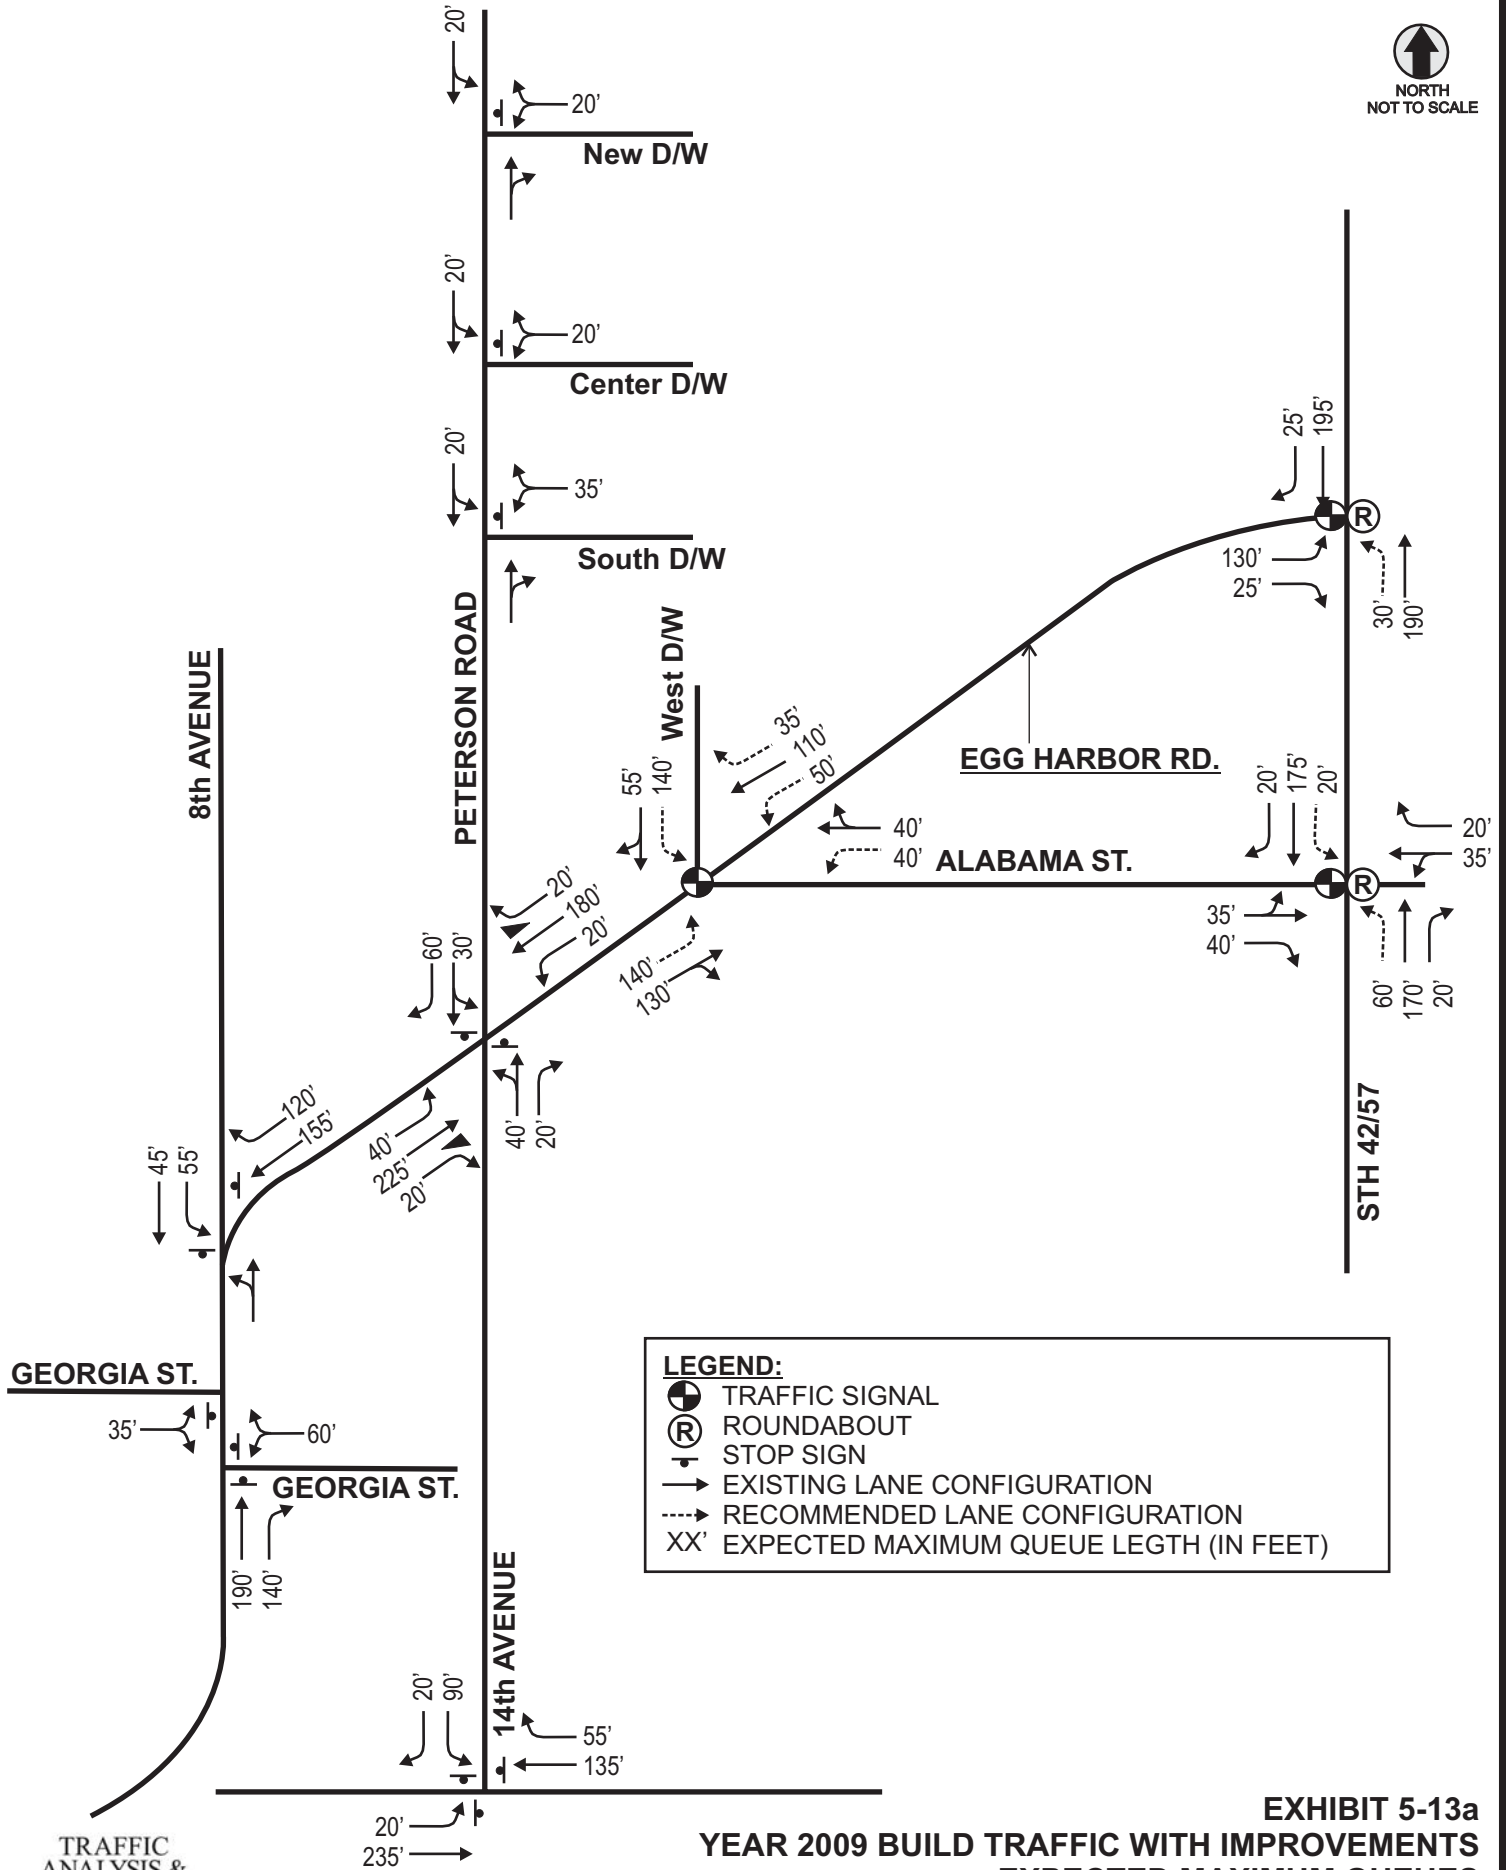 20’
NORTH
NOT TO SCALE
20’
New D/W
20’
20’
Center D/W
20’
35’
South D/W
25’
195’
R
130’
25’
30’
190’
PETERSON ROAD
8th AVENUE
West D/W
35’
110’
50’
EGG HARBOR RD.
55’
140’
40’
40’
ALABAMA ST.
20’
175’
20’
20’
35’
R
35’
40’
60’
170’
20’
20’
180’
20’
60’
30’
140’
130’
40’
20’
120’
155’
40’
225’
20’
45’
55’
STH 42/57
GEORGIA ST.
35’
60’
GEORGIA ST.
190’
140’
LEGEND:
TRAFFIC SIGNAL
R ROUNDABOUT
STOP SIGN
EXISTING LANE CONFIGURATION
RECOMMENDED LANE CONFIGURATION
XX’ EXPECTED MAXIMUM QUEUE LEGTH (IN FEET)
14th AVENUE
20’
90’
55’
135’
20’
235’
EXHIBIT 5-13a
YEAR 2009 BUILD TRAFFIC WITH IMPROVEMENTS
EXPECTED MAXIMUM QUEUES
TRAFFIC
ANALYSIS &